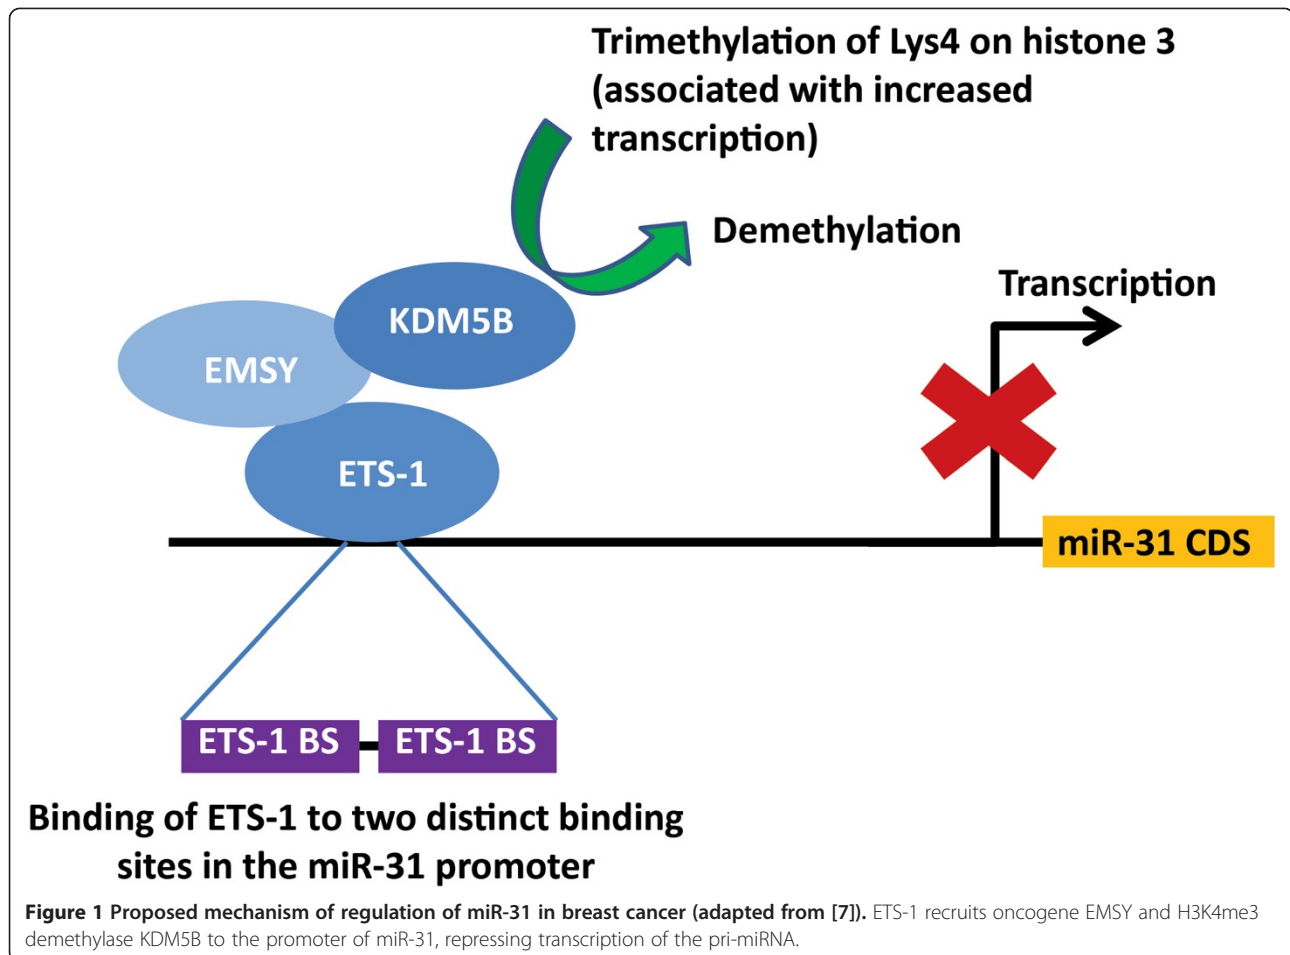 Trimethylation of Lys4 on histone 3
(associated with increased
transcription)
Demethylation
Transcription
KDM5B
EMSY
ETS-1
miR-31 CDS
ETS-1 BS
ETS-1 BS
Binding of ETS-1 to two distinct binding
sites in the miR-31 promoter
Figure 1 Proposed mechanism of regulation of miR-31 in breast cancer (adapted from [7]). ETS-1 recruits oncogene EMSY and H3K4me3
demethylase KDM5B to the promoter of miR-31, repressing transcription of the pri-miRNA.